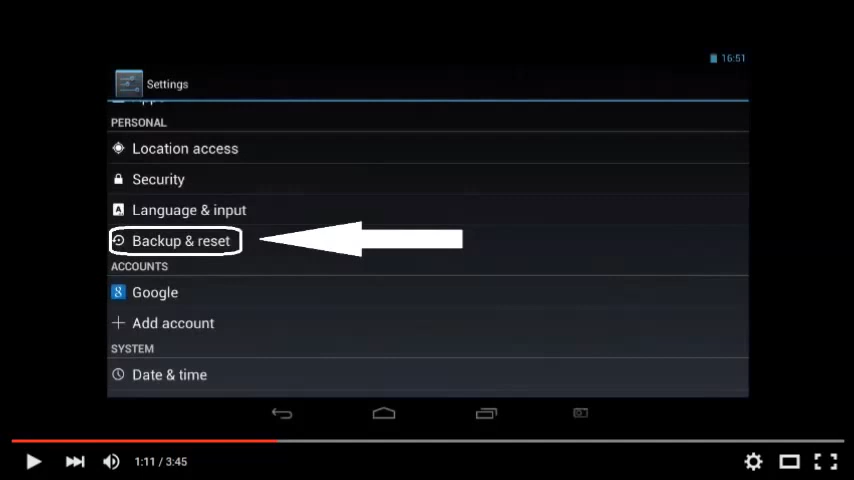 16:51
Settings
PERSONAL
Location access
Security
Language & input
Backup & reset
ACCOUNTS
8 Google
Add account
SYSTEM
Date & time
1:11 / 3:45